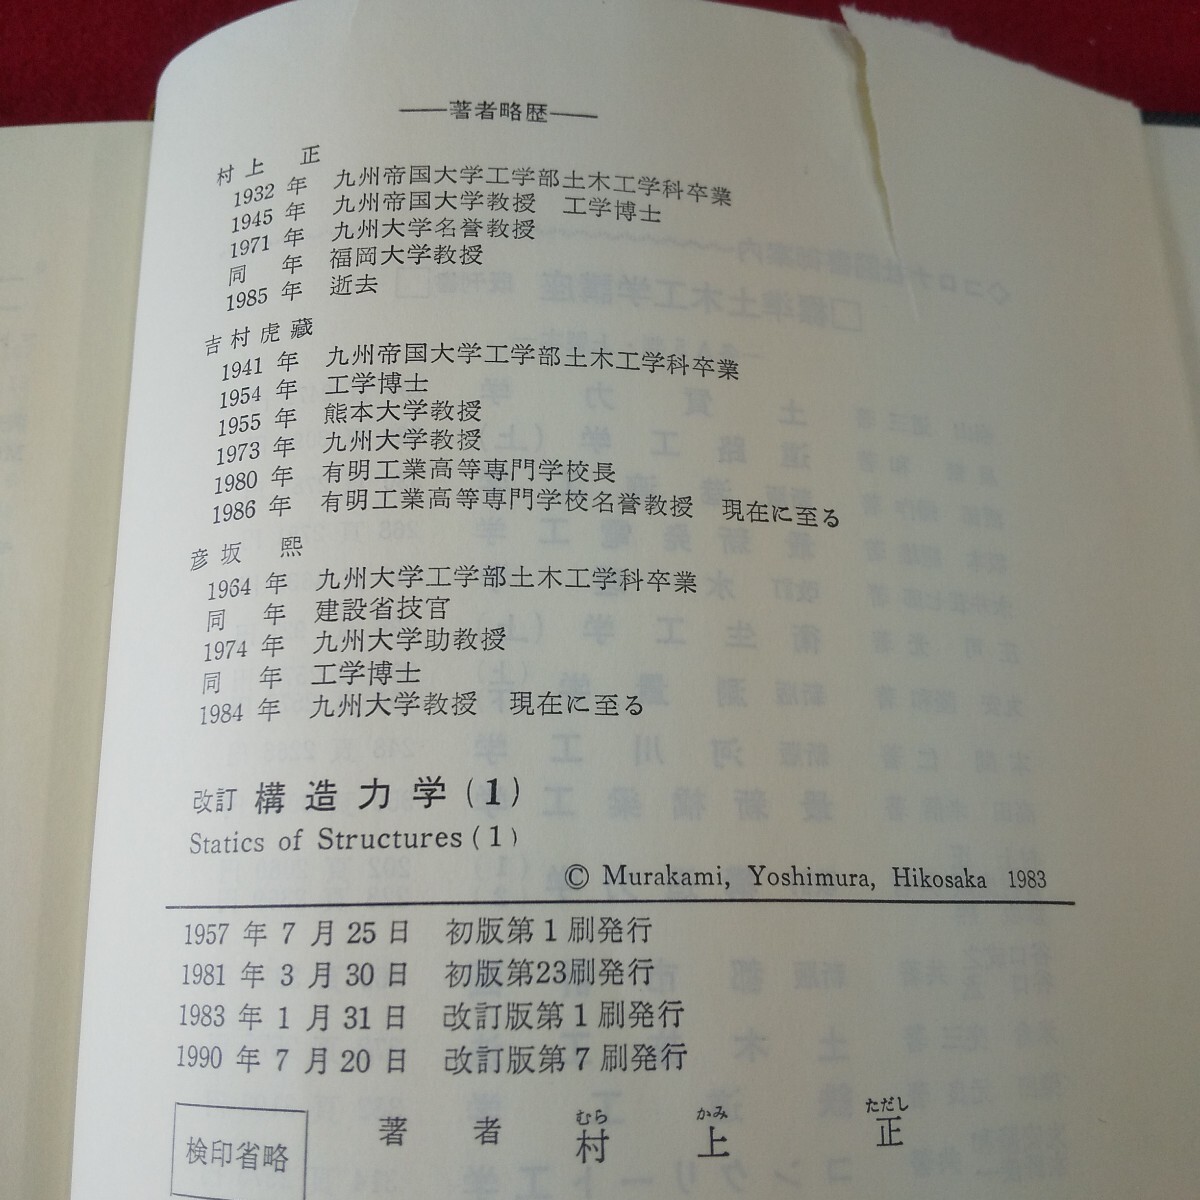 ——著者略歴——
村上 正
1932 年 九州帝国大学工学部土木工学科卒業
1945 年 九州帝国大学教授 工学博士
1971 年 九州大学名誉教授
同 年 福岡大学教授
1985 年 逝去
吉村虎藏
1941 年 九州帝国大学工学部土木工学科卒業
1954 年 工学博士
1955 年 熊本大学教授
1973 年 九州大学教授
1980 年 有明工業高等専門学校長
1986 年 有明工業高等専門学校名誉教授 現在に至る
彦坂 熙
1964 年 九州大学工学部土木工学科卒業
同 年 建設省技官
1974 年 九州大学助教授
同 年 工学博士
1984 年 九州大学教授 現在に至る
改訂 構造力学(1)
Statics of Structures(1)
© Murakami, Yoshimura, Hikosaka 1983
1957 年 7 月 25 日 初版第 1 刷発行
1981 年 3 月 30 日 初版第23刷発行
1983 年 1 月 31 日 改訂版第 1 刷発行
1990 年 7 月 20 日 改訂版第 7 刷発行
むら かみ ただし
著者 村上正
検印省略